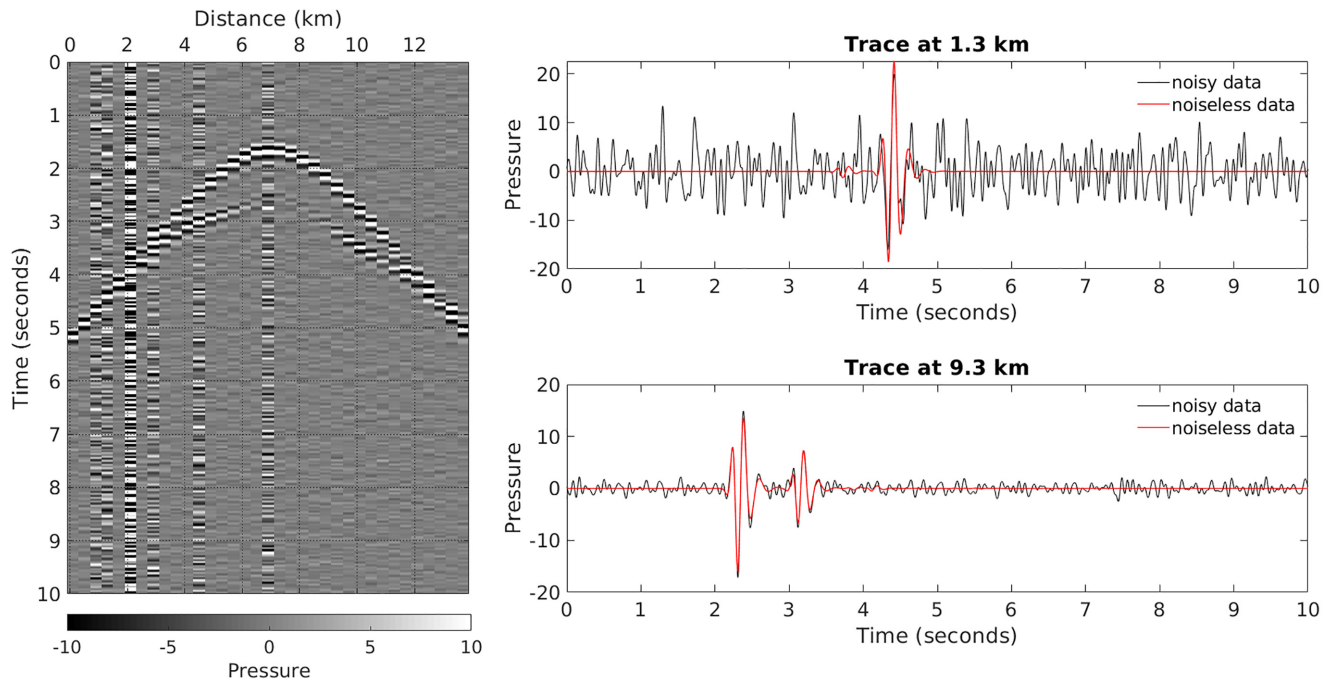 Distance (km)
0 2 4 6 8 10 12
0
1
2
3
4
5
6
7
8
9
10
Time (seconds)
-10 -5 0 5 10
Pressure
Trace at 1.3 km
20
10
0
-10
-20
Pressure
noisy data
noiseless data
0 1 2 3 4 5 6 7 8 9 10
Time (seconds)
Trace at 9.3 km
20
10
0
-10
-20
Pressure
noisy data
noiseless data
0 1 2 3 4 5 6 7 8 9 10
Time (seconds)